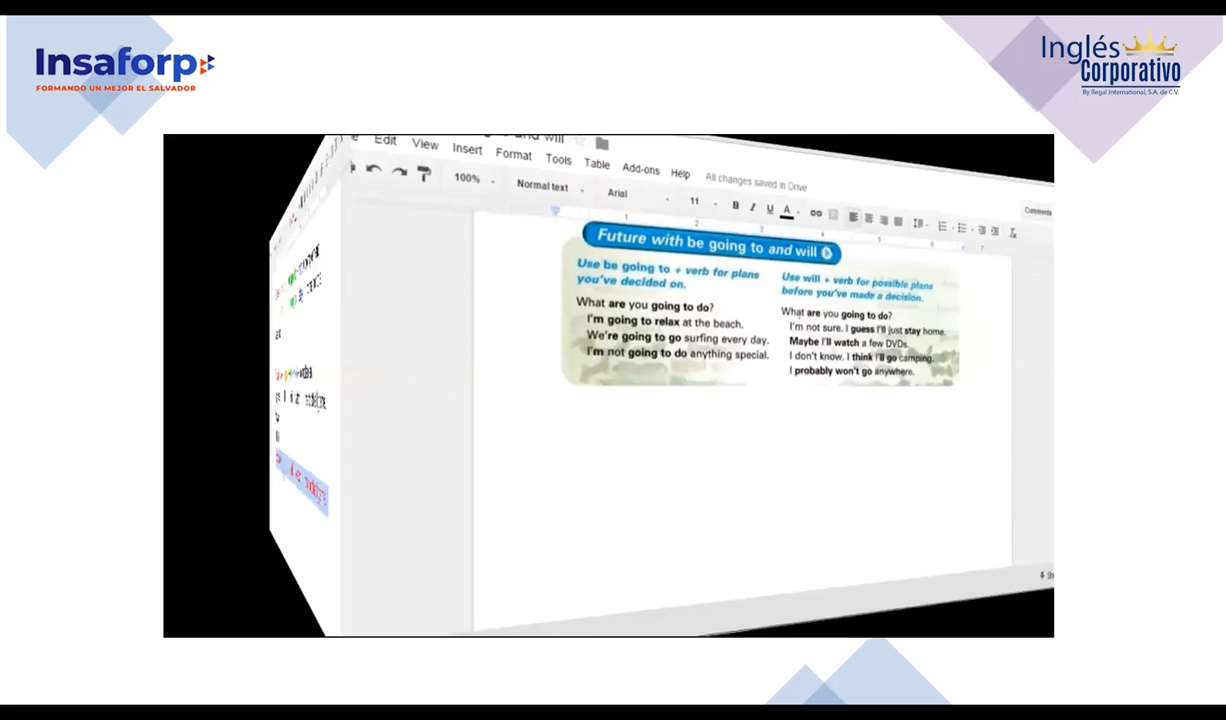 Insaforp
FORMANDO UN MEJOR EL SALVADOR
Inglés
Corporativo
By Regal International, S.A. de C.V.
and will
Edit View Insert Format Tools Table Add-ons Help All changes saved in Drive
100% Normal text Arial 11 B I U A Comments
Future with be going to and will
Use be going to + verb for plans
you've decided on.
What are you going to do?
I'm going to relax at the beach.
We're going to go surfing every day.
I'm not going to do anything special.
Use will + verb for possible plans
before you've made a decision.
What are you going to do?
I'm not sure. I guess I'll just stay home.
Maybe I'll watch a few DVDs.
I don't know. I think I'll go camping.
I probably won't go anywhere.